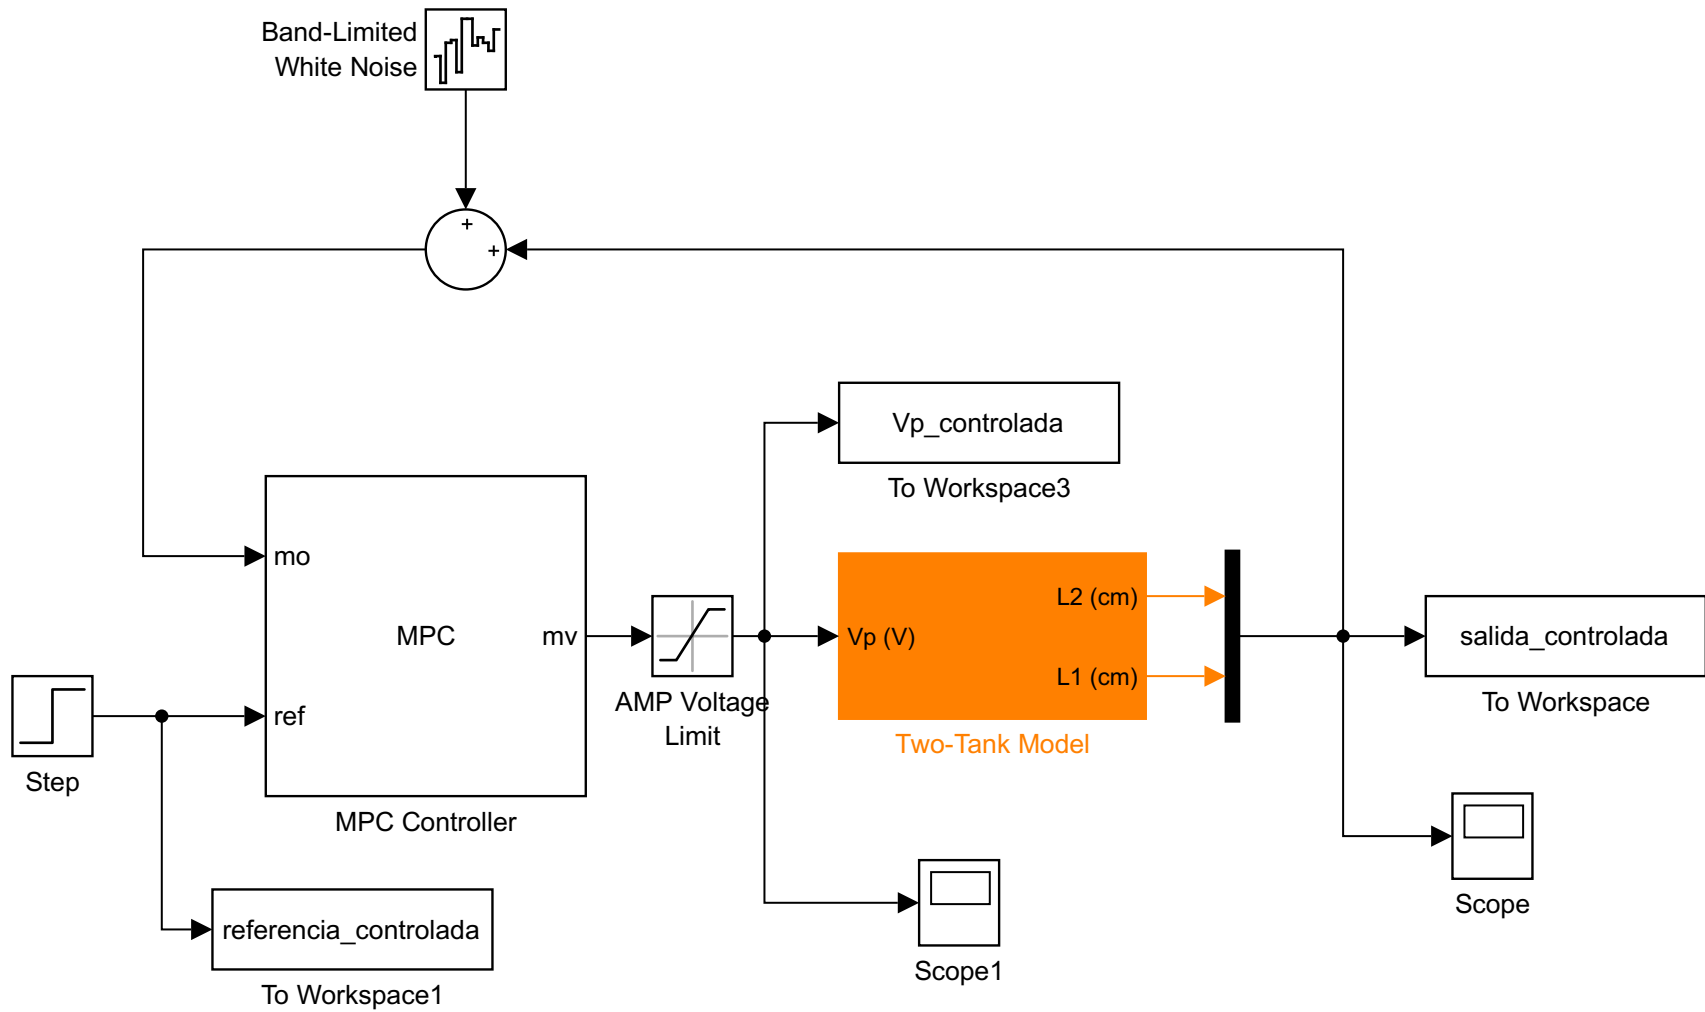 Band-Limited
White Noise
+
+
Vp_controlada
To Workspace3
mo
MPC
mv
ref
MPC Controller
Step
AMP Voltage
Limit
Vp (V)
L2 (cm)
L1 (cm)
Two-Tank Model
salida_controlada
To Workspace
Scope
Scope1
referencia_controlada
To Workspace1